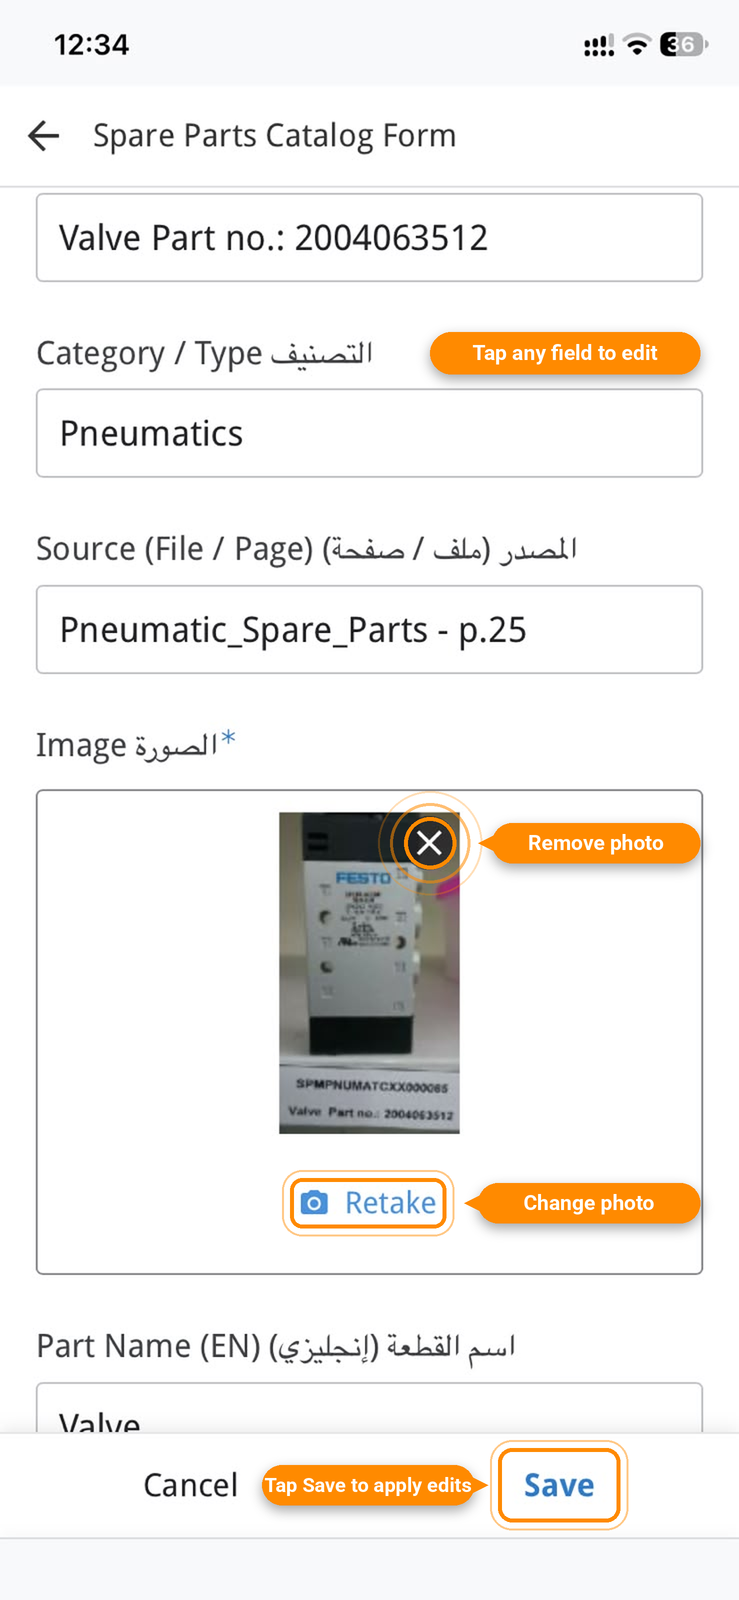 12:34
36
Spare Parts Catalog Form
Valve Part no.: 2004063512
Category / Type التصنيف
Tap any field to edit
Pneumatics
Source (File / Page) المصدر (ملف / صفحة)
Pneumatic_Spare_Parts - p.25
Image الصورة*
Remove photo
FESTO
SPMPNUMATCXX000065
Valve Part no.: 2004063512
Retake
Change photo
Part Name (EN) اسم القطعة (إنجليزي)
Valve
Cancel
Tap Save to apply edits
Save